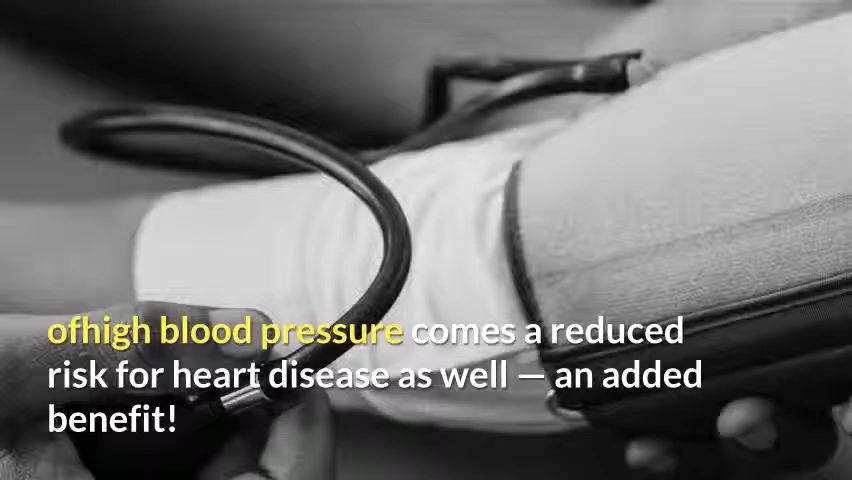 ofhigh blood pressure comes a reduced
risk for heart disease as well — an added
benefit!